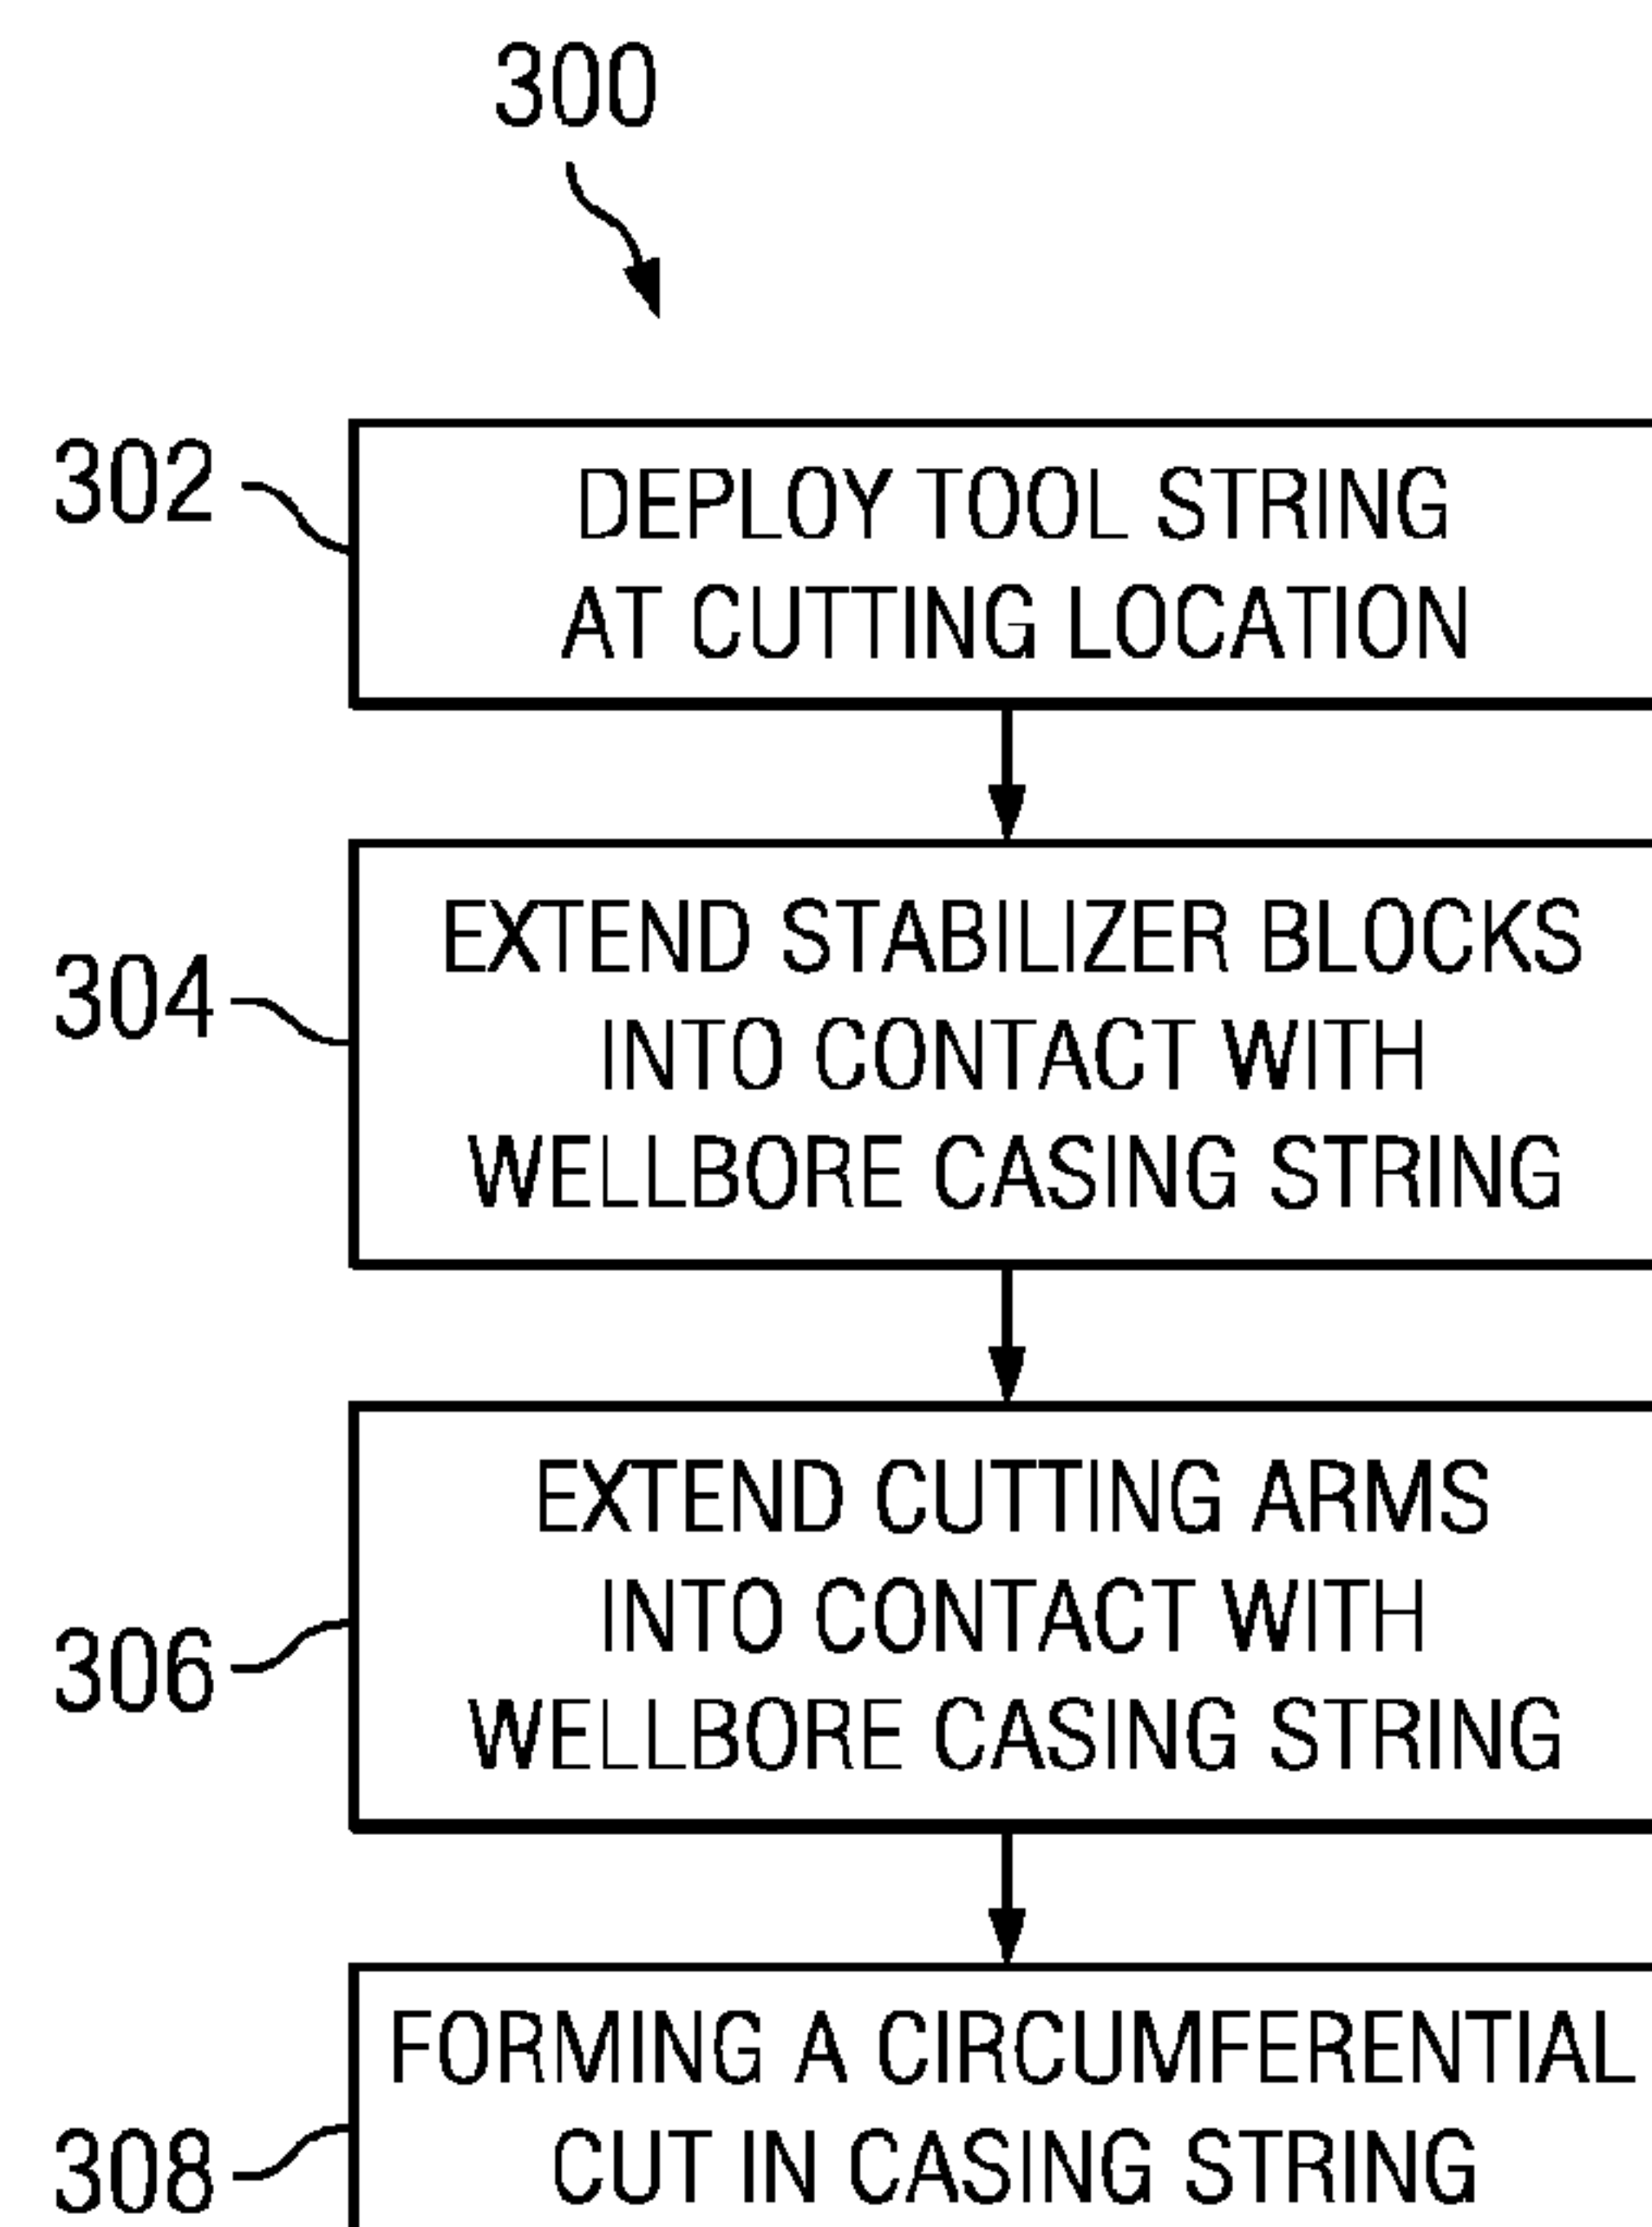 300
302
DEPLOY TOOL STRING
AT CUTTING LOCATION
304
EXTEND STABILIZER BLOCKS
INTO CONTACT WITH
WELLBORE CASING STRING
306
EXTEND CUTTING ARMS
INTO CONTACT WITH
WELLBORE CASING STRING
308
FORMING A CIRCUMFERENTIAL
CUT IN CASING STRING